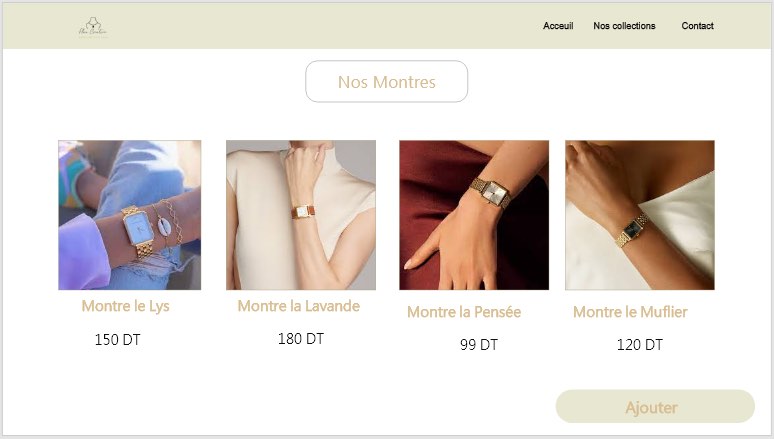 Acceuil Nos collections Contact
Nos Montres
Montre le Lys
Montre la Lavande
Montre la Pensée
Montre le Muflier
150 DT
180 DT
99 DT
120 DT
Ajouter